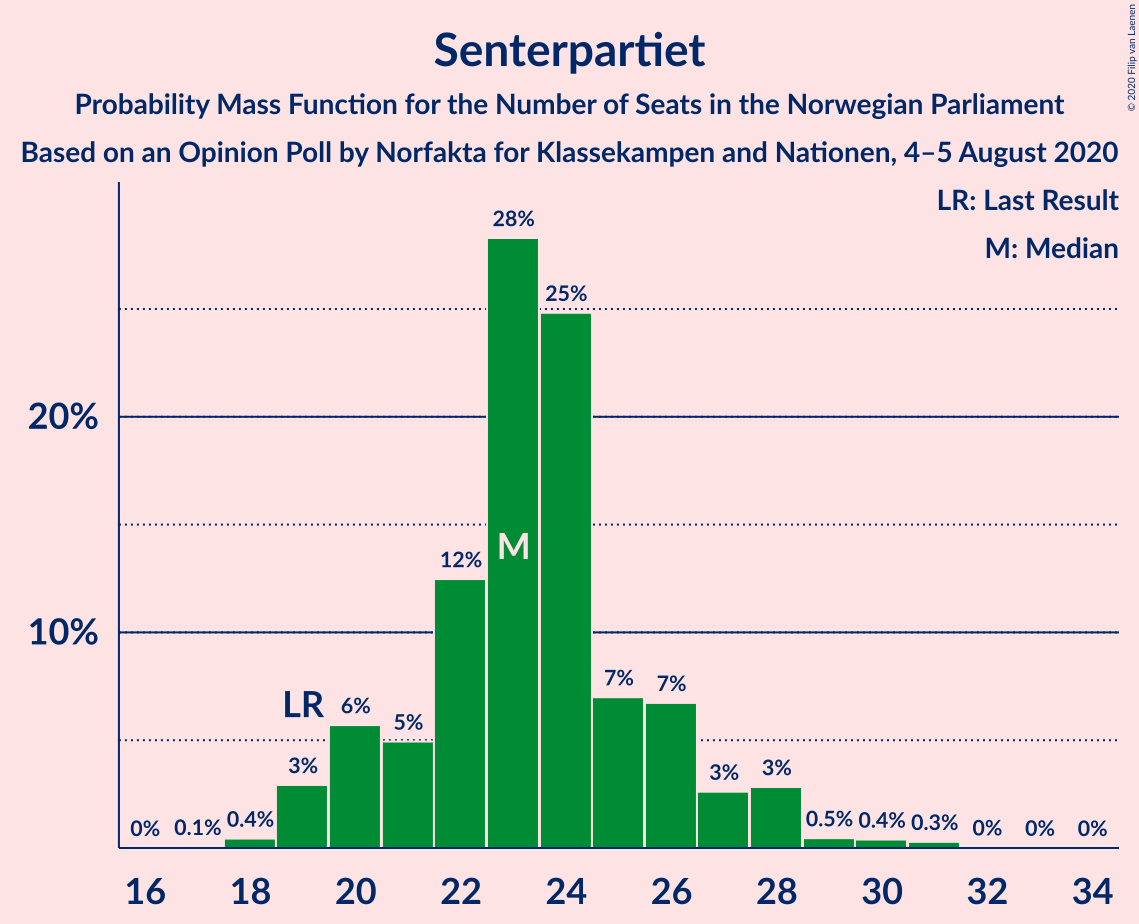 Senterpartiet
Probability Mass Function for the Number of Seats in the Norwegian Parliament
Based on an Opinion Poll by Norfakta for Klassekampen and Nationen, 4–5 August 2020
© 2020 Filip van Laenen
LR: Last Result
M: Median
28%
25%
20%
M
12%
10%
LR
7%
7%
6%
5%
3%
3%
3%
0% 0.1% 0.4% 0.5% 0.4% 0.3% 0% 0% 0%
16 18 20 22 24 26 28 30 32 34